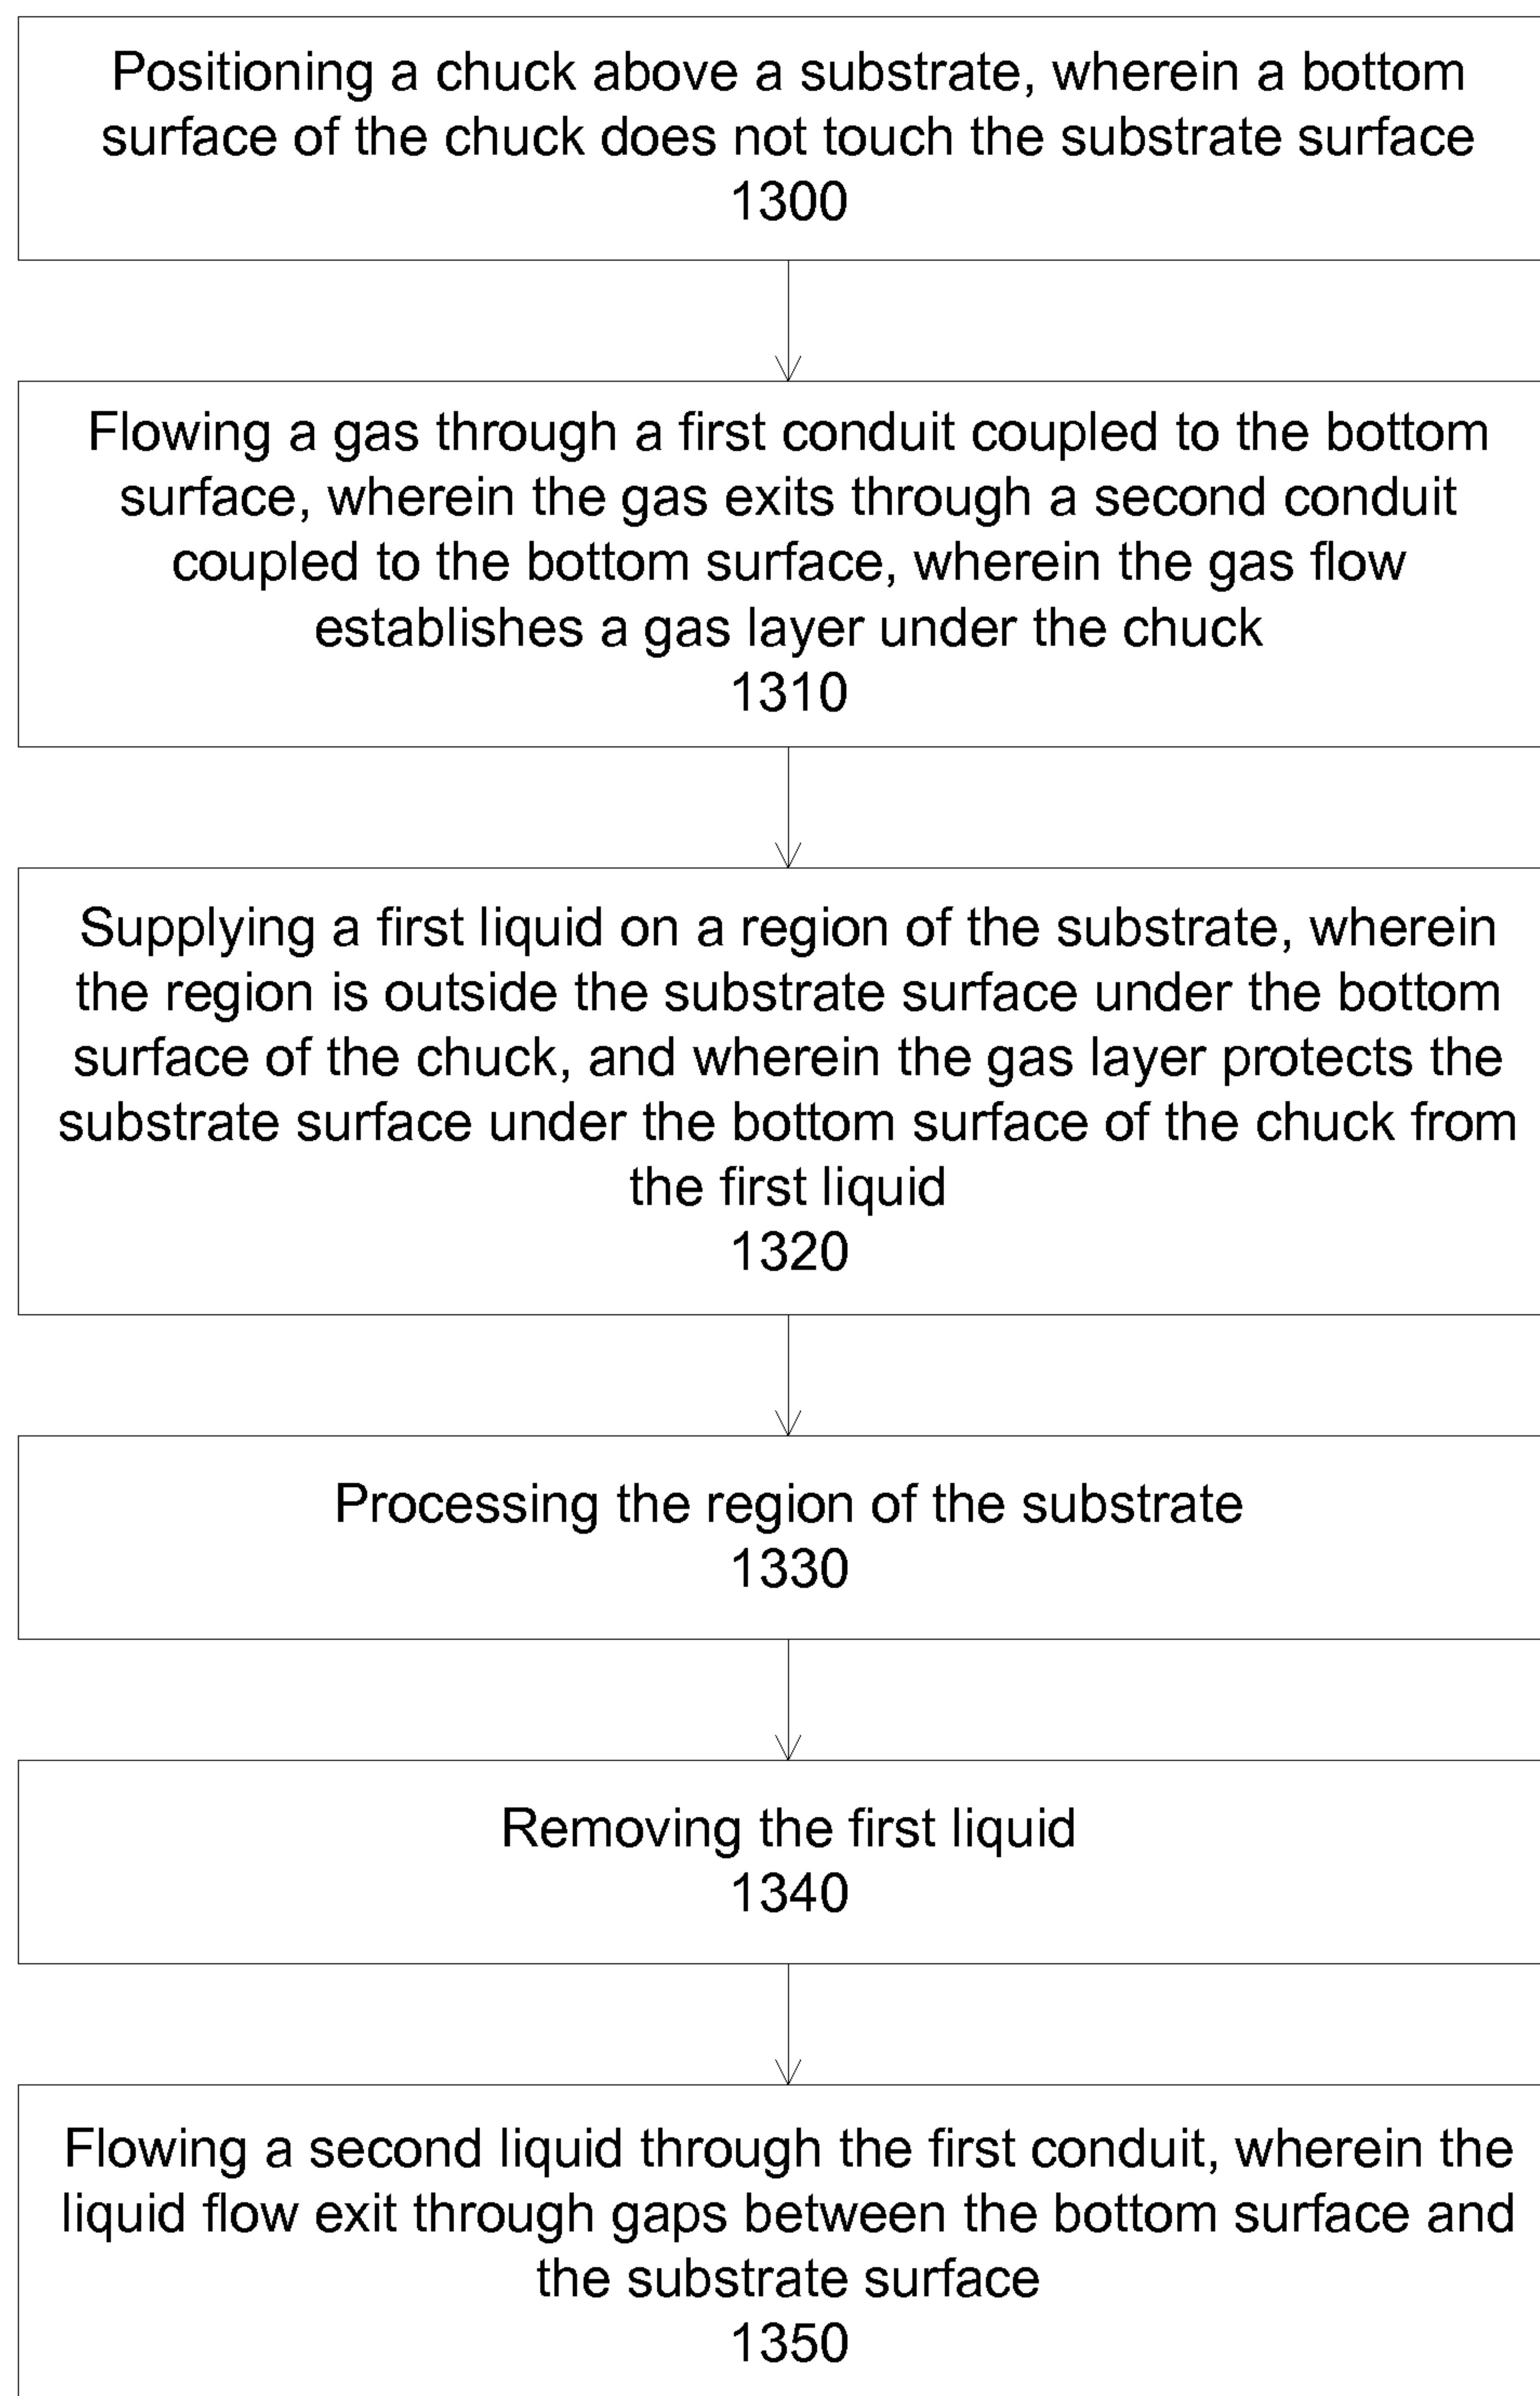 Positioning a chuck above a substrate, wherein a bottom
surface of the chuck does not touch the substrate surface
1300
Flowing a gas through a first conduit coupled to the bottom
surface, wherein the gas exits through a second conduit
coupled to the bottom surface, wherein the gas flow
establishes a gas layer under the chuck
1310
Supplying a first liquid on a region of the substrate, wherein
the region is outside the substrate surface under the bottom
surface of the chuck, and wherein the gas layer protects the
substrate surface under the bottom surface of the chuck from
the first liquid
1320
Processing the region of the substrate
1330
Removing the first liquid
1340
Flowing a second liquid through the first conduit, wherein the
liquid flow exit through gaps between the bottom surface and
the substrate surface
1350